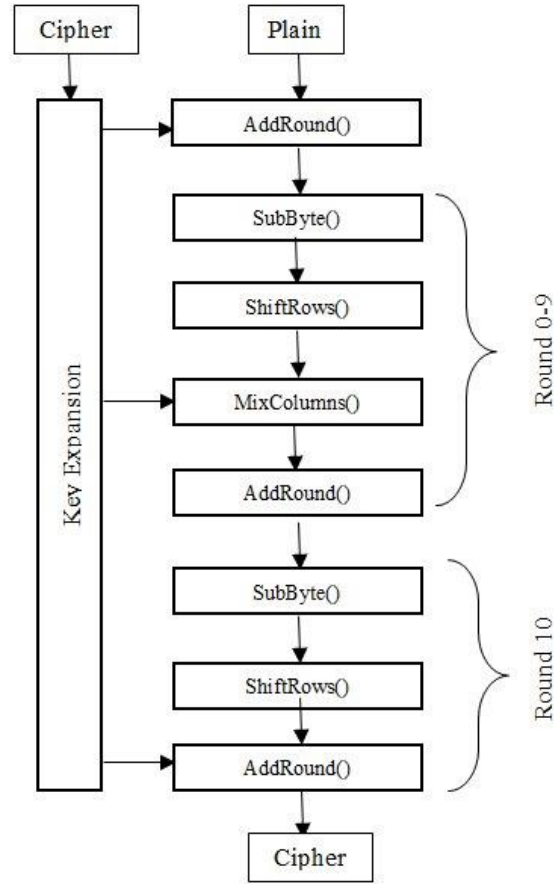 Cipher
Plain
AddRound()
SubByte()
ShiftRows()
MixColumns()
AddRound()
Round 0-9
Key Expansion
SubByte()
ShiftRows()
AddRound()
Round 10
Cipher